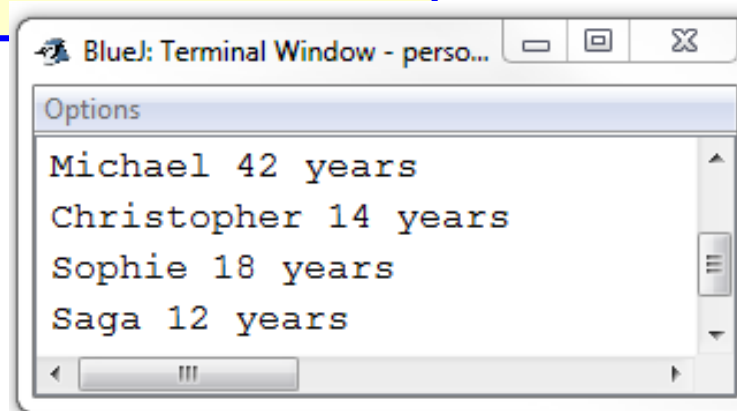 BlueJ: Terminal Window - perso...
Options
Michael 42 years
Christopher 14 years
Sophie 18 years
Saga 12 years